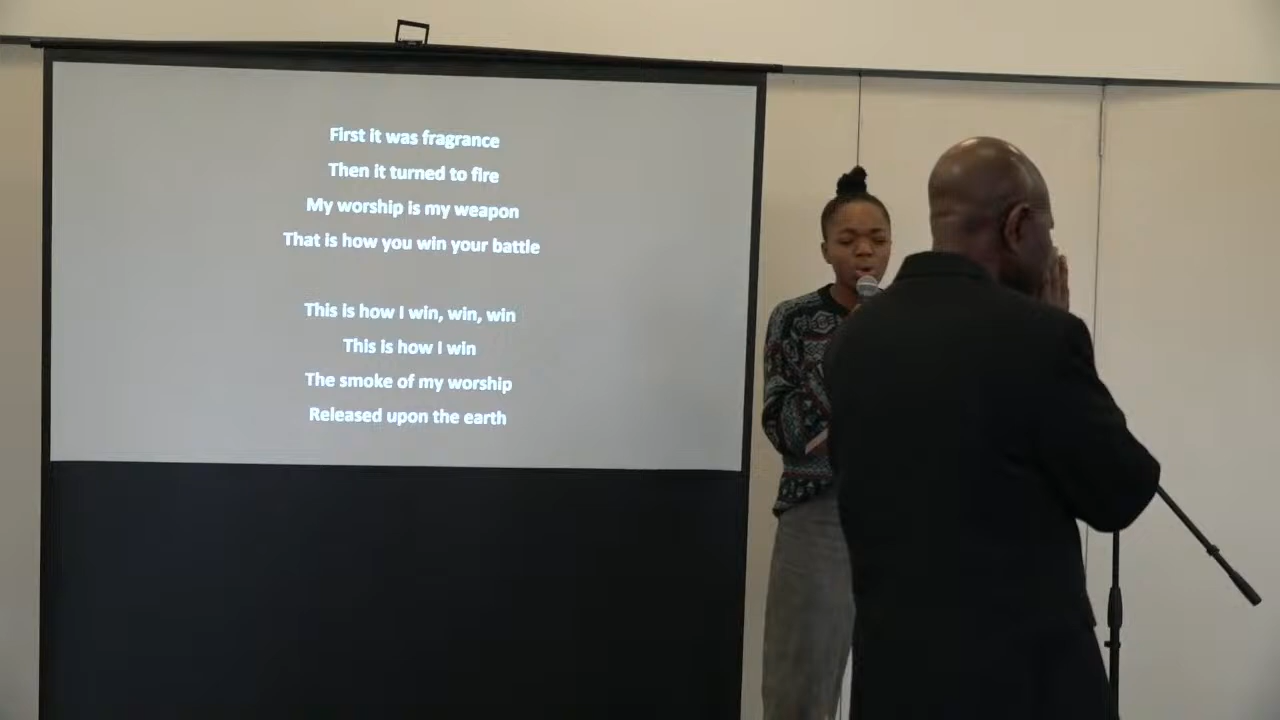 First it was fragrance
Then it turned to fire
My worship is my weapon
That is how you win your battle
This is how I win, win, win
This is how I win
The smoke of my worship
Released upon the earth